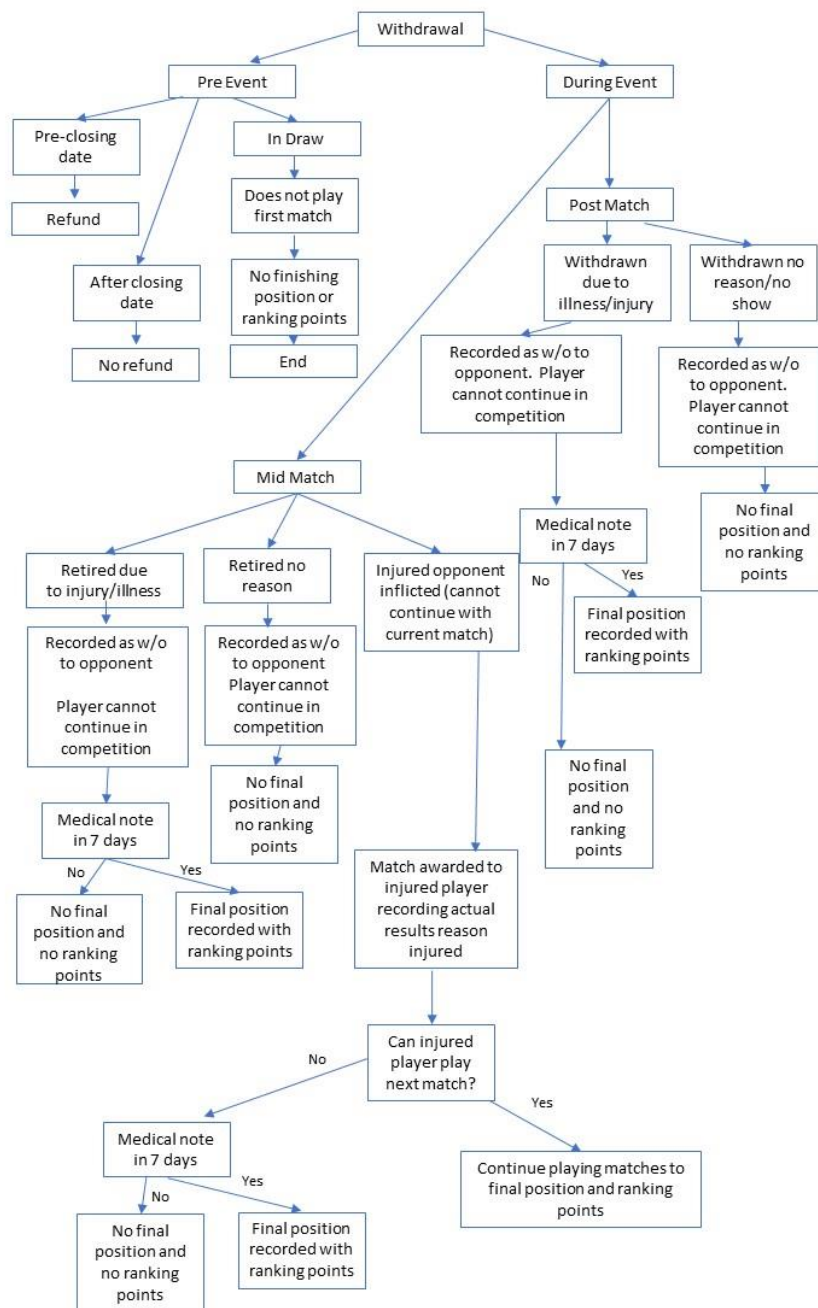 Withdrawal
Pre Event
During Event
Pre-closing
date
In Draw
Refund
Does not play
first match
Post Match
After closing
date
No finishing
position or
ranking points
Withdrawn
due to
illness/injury
Withdrawn no
reason/no
show
No refund
End
Recorded as w/o to
opponent.  Player
cannot continue in
competition
Recorded as w/o
to opponent.
Player cannot
continue in
competition
Mid Match
Medical note
in 7 days
No final
position and
no ranking
points
No
Yes
Retired due
to injury/illness
Retired no
reason
Injured opponent
inflicted (cannot
continue with
current match)
Final position
recorded with
ranking points
Recorded as w/o
to opponent
Player cannot
continue in
competition
Recorded as w/o
to opponent
Player cannot
continue in
competition
No final
position
and no
ranking
points
No final
position and
no ranking
points
Medical note
in 7 days
No
Yes
Match awarded to
injured player
recording actual
results reason
injured
No final
position and
no ranking
points
Final position
recorded with
ranking points
Can injured
player play
next match?
No
Yes
Medical note
in 7 days
Continue playing matches to
final position and ranking
points
No
Yes
No final
position and
no ranking
points
Final position
recorded with
ranking points